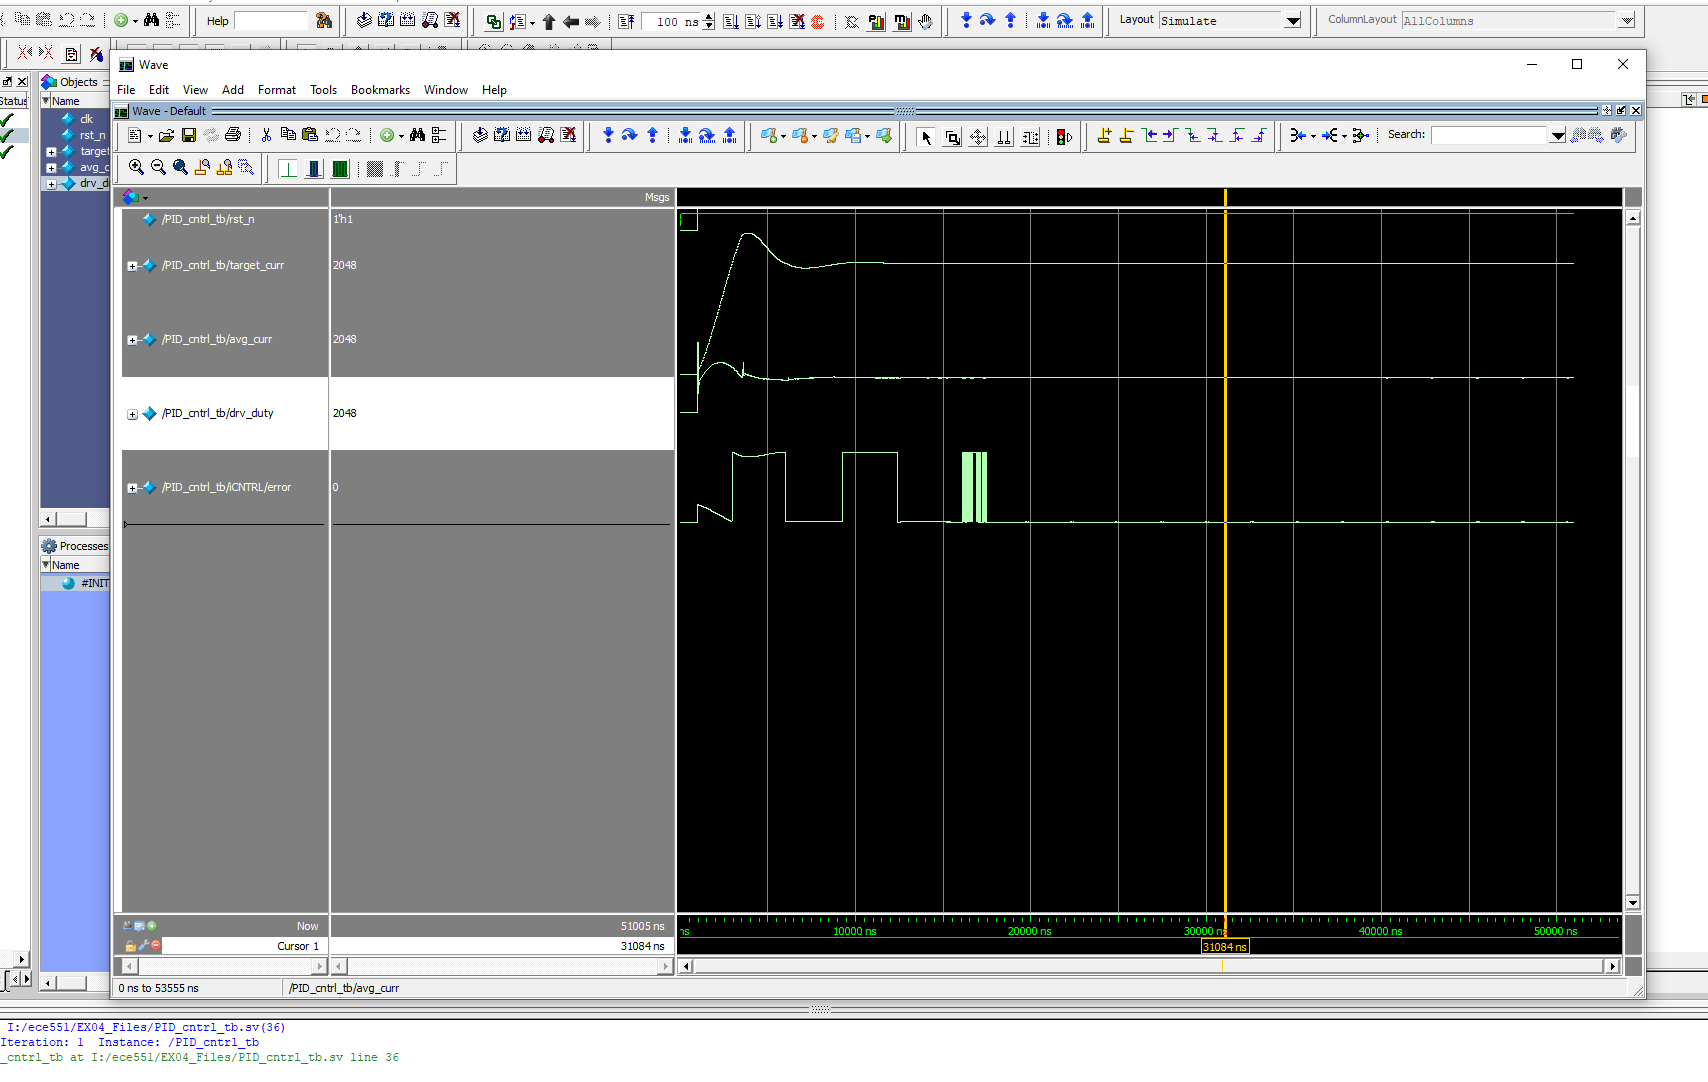 Help
100 ns
Layout Simulate
ColumnLayout AllColumns
Wave
File Edit View Add Format Tools Bookmarks Window Help
Wave - Default
Search:
Status
Objects
Name
clk
rst_n
target
avg_c
drv_d
Msgs
/PID_cntrl_tb/rst_n 1'h1
/PID_cntrl_tb/target_curr 2048
/PID_cntrl_tb/avg_curr 2048
/PID_cntrl_tb/drv_duty 2048
/PID_cntrl_tb/iCNTRL/error 0
Processes
Name
#INIT
Now 51005 ns
Cursor 1 31084 ns
ns 10000 ns 20000 ns 30000 ns 40000 ns 50000 ns
31084 ns
0 ns to 53555 ns /PID_cntrl_tb/avg_curr
I:/ece551/EX04_Files/PID_cntrl_tb.sv(36)
Iteration: 1 Instance: /PID_cntrl_tb
_cntrl_tb at I:/ece551/EX04_Files/PID_cntrl_tb.sv line 36